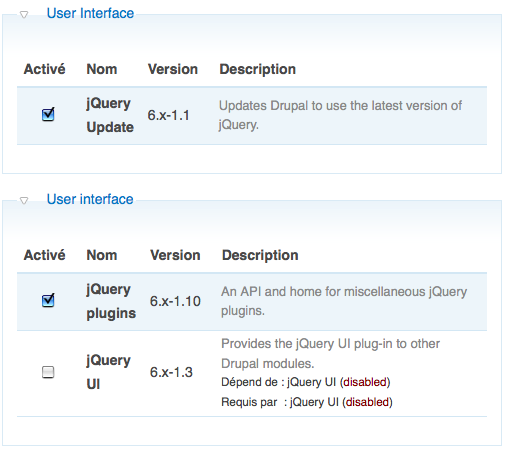 User Interface
Activé Nom Version Description
jQuery Update 6.x-1.1 Updates Drupal to use the latest version of jQuery.
User interface
Activé Nom Version Description
jQuery plugins 6.x-1.10 An API and home for miscellaneous jQuery plugins.
jQuery UI 6.x-1.3 Provides the jQuery UI plug-in to other Drupal modules.
Dépend de : jQuery UI (disabled)
Requis par : jQuery UI (disabled)